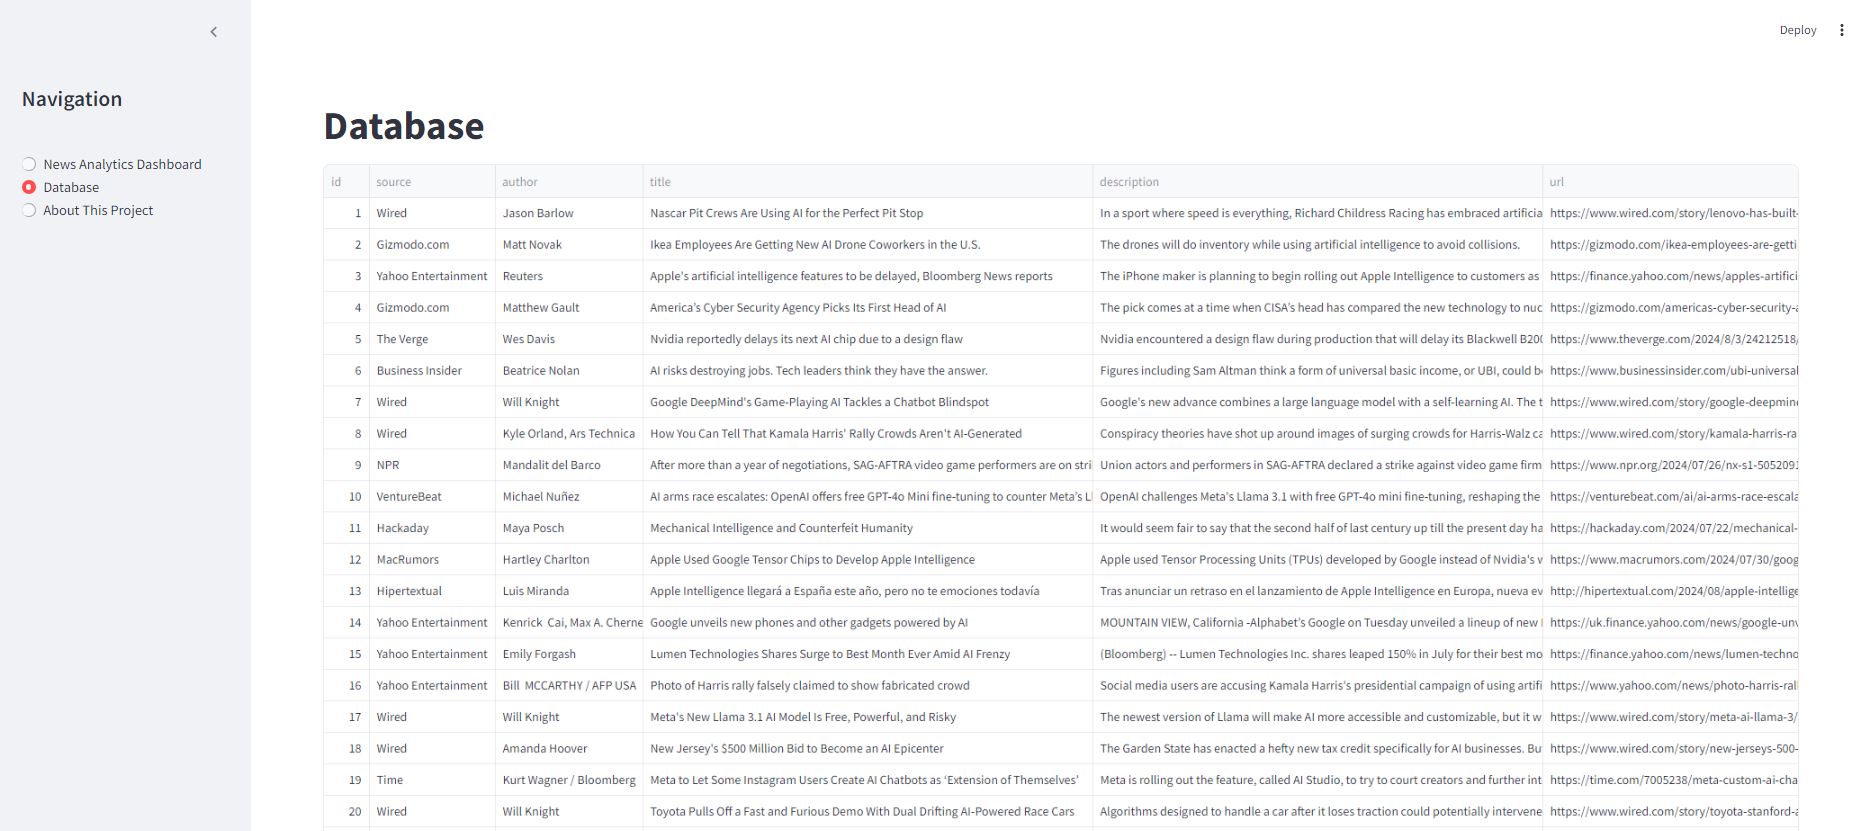 Deploy
Navigation
News Analytics Dashboard
Database
About This Project
Database
id source author title description url
1 Wired Jason Barlow Nascar Pit Crews Are Using AI for the Perfect Pit Stop In a sport where speed is everything, Richard Childress Racing has embraced artificia https://www.wired.com/story/lenovo-has-built-
2 Gizmodo.com Matt Novak Ikea Employees Are Getting New AI Drone Coworkers in the U.S. The drones will do inventory while using artificial intelligence to avoid collisions. https://gizmodo.com/ikea-employees-are-getti
3 Yahoo Entertainment Reuters Apple's artificial intelligence features to be delayed, Bloomberg News reports The iPhone maker is planning to begin rolling out Apple Intelligence to customers as https://finance.yahoo.com/news/apples-artifici
4 Gizmodo.com Matthew Gault America’s Cyber Security Agency Picks Its First Head of AI The pick comes at a time when CISA’s head has compared the new technology to nuc https://gizmodo.com/americas-cyber-security-a
5 The Verge Wes Davis Nvidia reportedly delays its next AI chip due to a design flaw Nvidia encountered a design flaw during production that will delay its Blackwell B200 https://www.theverge.com/2024/8/3/24212518/
6 Business Insider Beatrice Nolan AI risks destroying jobs. Tech leaders think they have the answer. Figures including Sam Altman think a form of universal basic income, or UBI, could be https://www.businessinsider.com/ubi-universal
7 Wired Will Knight Google DeepMind's Game-Playing AI Tackles a Chatbot Blindspot Google's new advance combines a large language model with a self-learning AI. The t https://www.wired.com/story/google-deepmin
8 Wired Kyle Orland, Ars Technica How You Can Tell That Kamala Harris' Rally Crowds Aren't AI-Generated Conspiracy theories have shot up around images of surging crowds for Harris-Walz ca https://www.wired.com/story/kamala-harris-ra
9 NPR Mandalit del Barco After more than a year of negotiations, SAG-AFTRA video game performers are on stri Union actors and performers in SAG-AFTRA declared a strike against video game firm https://www.npr.org/2024/07/26/nx-s1-5052091
10 VentureBeat Michael Nuñez AI arms race escalates: OpenAI offers free GPT-4o Mini fine-tuning to counter Meta’s Ll OpenAI challenges Meta's Llama 3.1 with free GPT-4o mini fine-tuning, reshaping the https://venturebeat.com/ai/ai-arms-race-escala
11 Hackaday Maya Posch Mechanical Intelligence and Counterfeit Humanity It would seem fair to say that the second half of last century up till the present day ha https://hackaday.com/2024/07/22/mechanical-
12 MacRumors Hartley Charlton Apple Used Google Tensor Chips to Develop Apple Intelligence Apple used Tensor Processing Units (TPUs) developed by Google instead of Nvidia's w https://www.macrumors.com/2024/07/30/goog
13 Hipertextual Luis Miranda Apple Intelligence llegará a España este año, pero no te emociones todavía Tras anunciar un retraso en el lanzamiento de Apple Intelligence en Europa, nueva ev http://hipertextual.com/2024/08/apple-intellige
14 Yahoo Entertainment Kenrick Cai, Max A. Cherne Google unveils new phones and other gadgets powered by AI MOUNTAIN VIEW, California -Alphabet’s Google on Tuesday unveiled a lineup of new https://uk.finance.yahoo.com/news/google-unv
15 Yahoo Entertainment Emily Forgash Lumen Technologies Shares Surge to Best Month Ever Amid AI Frenzy (Bloomberg) -- Lumen Technologies Inc. shares leaped 150% in July for their best mo https://finance.yahoo.com/news/lumen-techno
16 Yahoo Entertainment Bill MCCARTHY / AFP USA Photo of Harris rally falsely claimed to show fabricated crowd Social media users are accusing Kamala Harris's presidential campaign of using artifi https://www.yahoo.com/news/photo-harris-ral
17 Wired Will Knight Meta's New Llama 3.1 AI Model Is Free, Powerful, and Risky The newest version of Llama will make AI more accessible and customizable, but it w https://www.wired.com/story/meta-ai-llama-3/
18 Wired Amanda Hoover New Jersey's $500 Million Bid to Become an AI Epicenter The Garden State has enacted a hefty new tax credit specifically for AI businesses. Bu https://www.wired.com/story/new-jerseys-500-
19 Time Kurt Wagner / Bloomberg Meta to Let Some Instagram Users Create AI Chatbots as ‘Extension of Themselves’ Meta is rolling out the feature, called AI Studio, to try to court creators and further int https://time.com/7005238/meta-custom-ai-cha
20 Wired Will Knight Toyota Pulls Off a Fast and Furious Demo With Dual Drifting AI-Powered Race Cars Algorithms designed to handle a car after it loses traction could potentially intervene https://www.wired.com/story/toyota-stanford-a